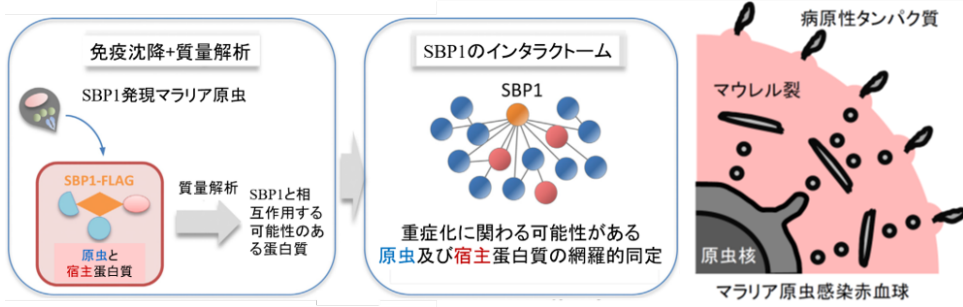 免疫沈降+質量解析
SBP1発現マラリア原虫
SBP1-FLAG
原虫と
宿主蛋白質
質量解析
SBP1と相
互作用する
可能性のあ
る蛋白質
SBP1のインタラクトーム
SBP1
重症化に関わる可能性がある
原虫及び宿主蛋白質の網羅的同定
病原性タンパク質
マウレル裂
原虫核
マラリア原虫感染赤血球